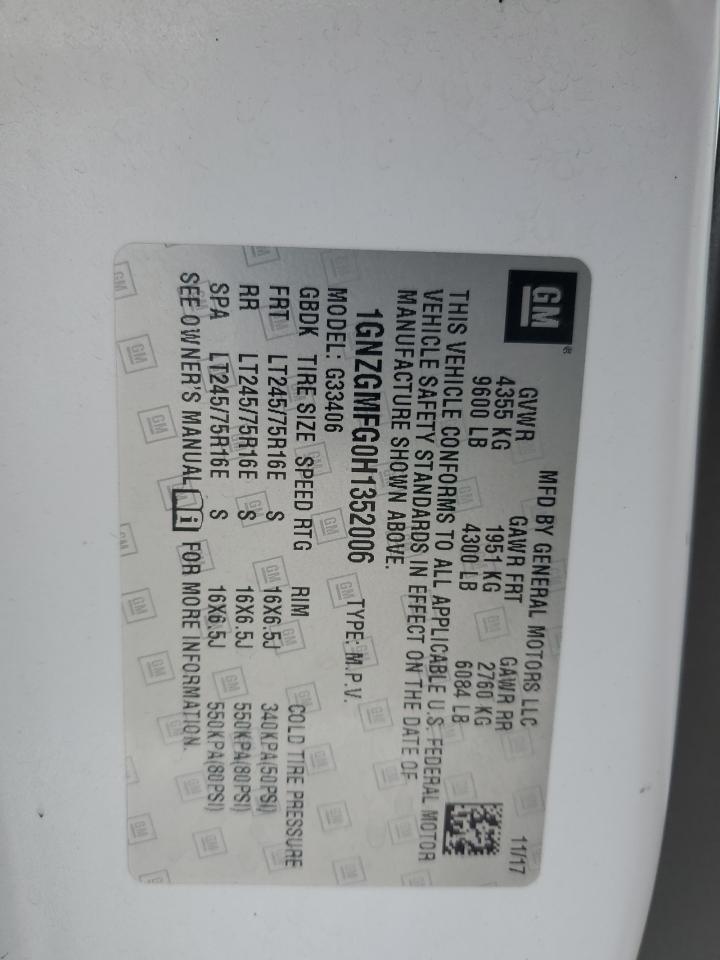 GM®
MFD BY GENERAL MOTORS LLC 11/17
GVWR GAWR FRT GAWR RR
4355 KG 1951 KG 2760 KG
9600 LB 4300 LB 6084 LB
THIS VEHICLE CONFORMS TO ALL APPLICABLE U.S. FEDERAL MOTOR
VEHICLE SAFETY STANDARDS IN EFFECT ON THE DATE OF
MANUFACTURE SHOWN ABOVE.
1GNZGMFG0H1352006 TYPE: M.P.V.
MODEL: G33406
GBDK TIRE SIZE SPEED RTG RIM COLD TIRE PRESSURE
FRT LT245/75R16E S 16X6.5J 340KPA(50PSI)
RR LT245/75R16E S 16X6.5J 550KPA(80PSI)
SPA LT245/75R16E S 16X6.5J 550KPA(80PSI)
SEE OWNER'S MANUAL i FOR MORE INFORMATION.